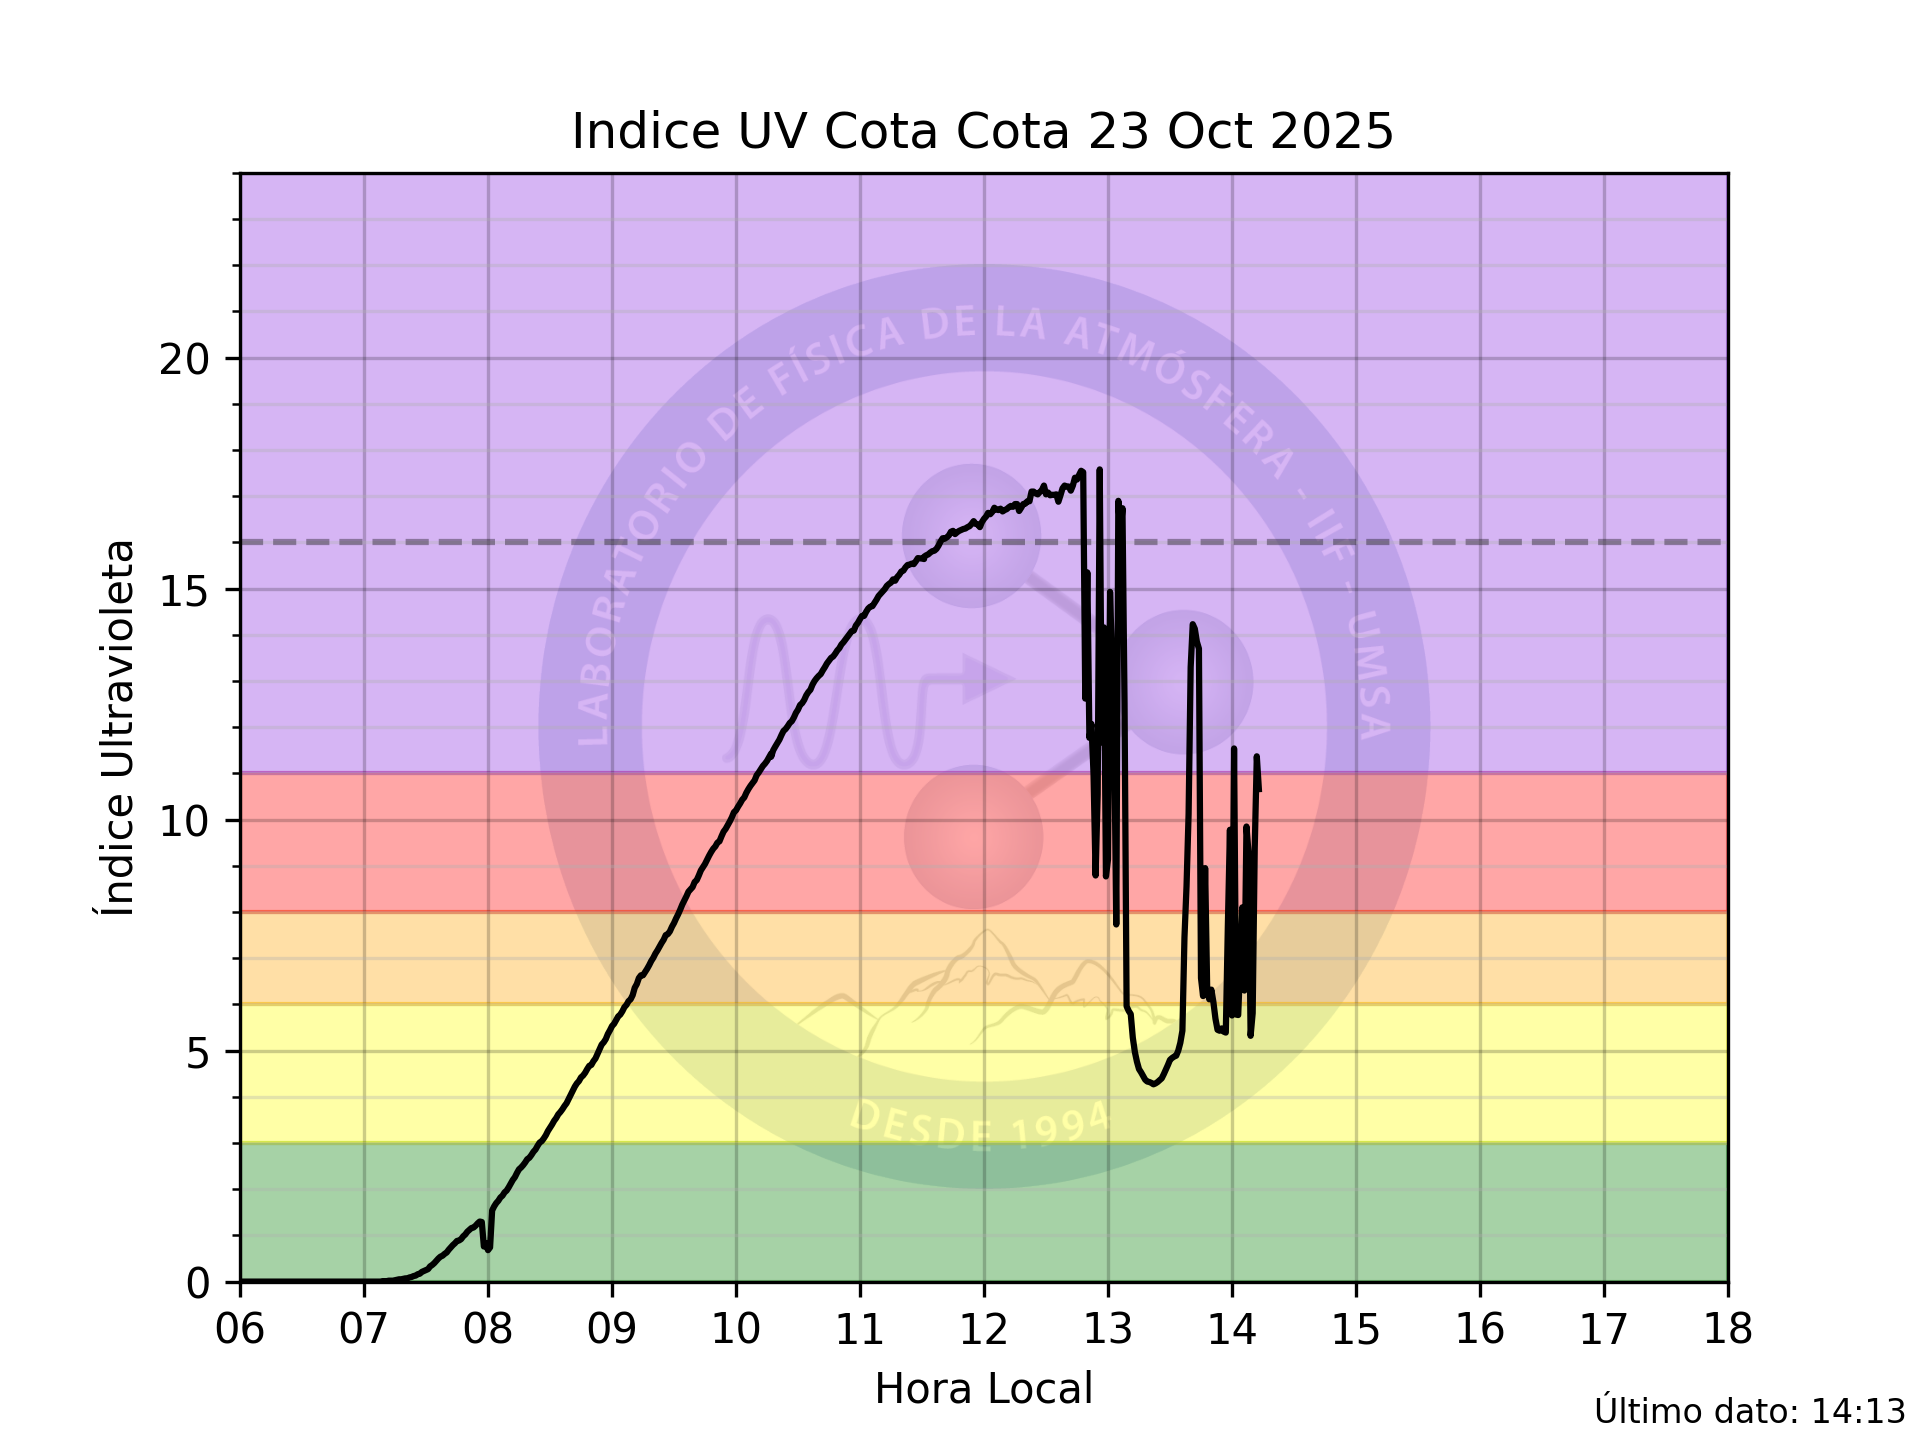 Indice UV Cota Cota 23 Oct 2025
LABORATORIO DE FÍSICA DE LA ATMÓSFERA - IIF - UMSA
DESDE 1994
Índice Ultravioleta
20
15
10
5
0
06 07 08 09 10 11 12 13 14 15 16 17 18
Hora Local
Último dato: 14:13